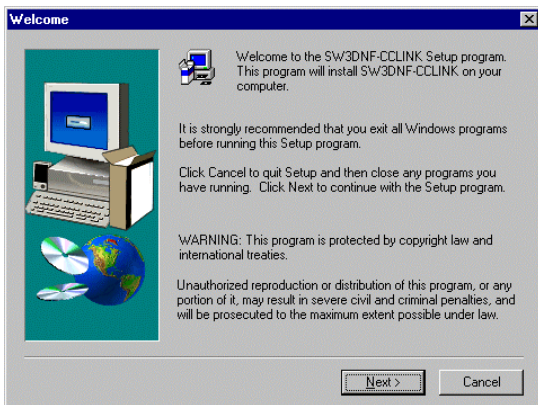 Welcome
Welcome to the SW3DNF-CCLINK Setup program.
This program will install SW3DNF-CCLINK on your
computer.
It is strongly recommended that you exit all Windows programs
before running this Setup program.
Click Cancel to quit Setup and then close any programs you
have running. Click Next to continue with the Setup program.
WARNING: This program is protected by copyright law and
international treaties.
Unauthorized reproduction or distribution of this program, or any
portion of it, may result in severe civil and criminal penalties, and
will be prosecuted to the maximum extent possible under law.
Next >
Cancel